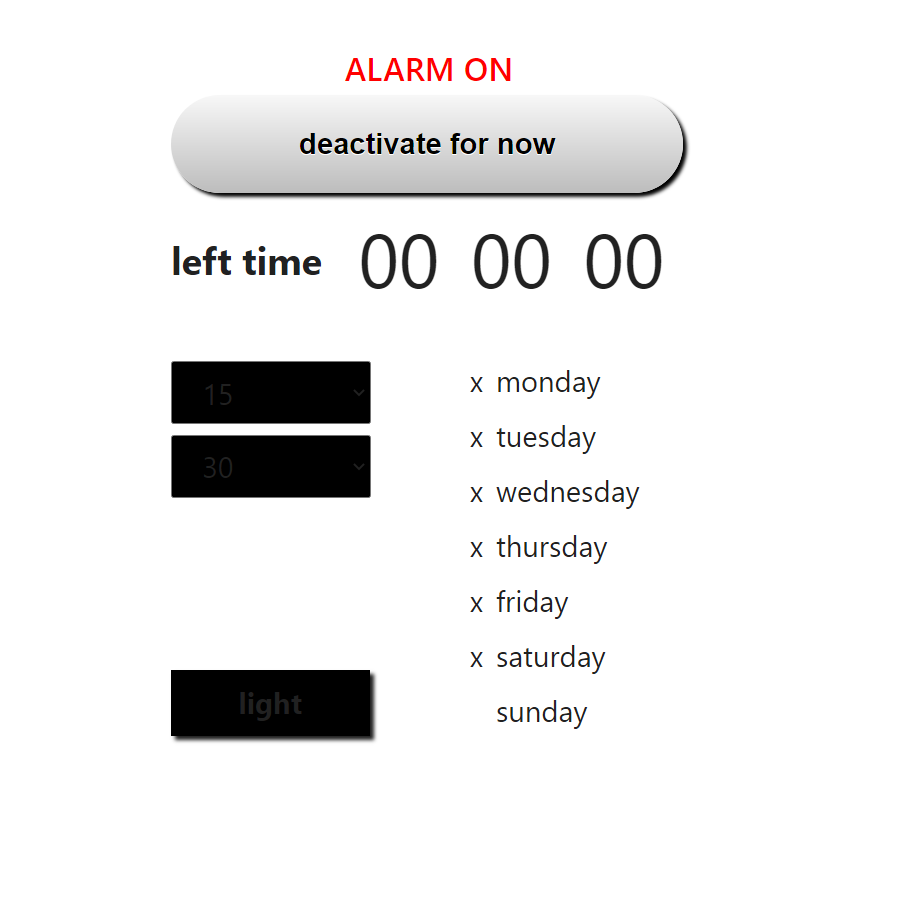 ALARM ON
deactivate for now
left time 00 00 00
15
30
x monday
x tuesday
x wednesday
x thursday
x friday
x saturday
sunday
light